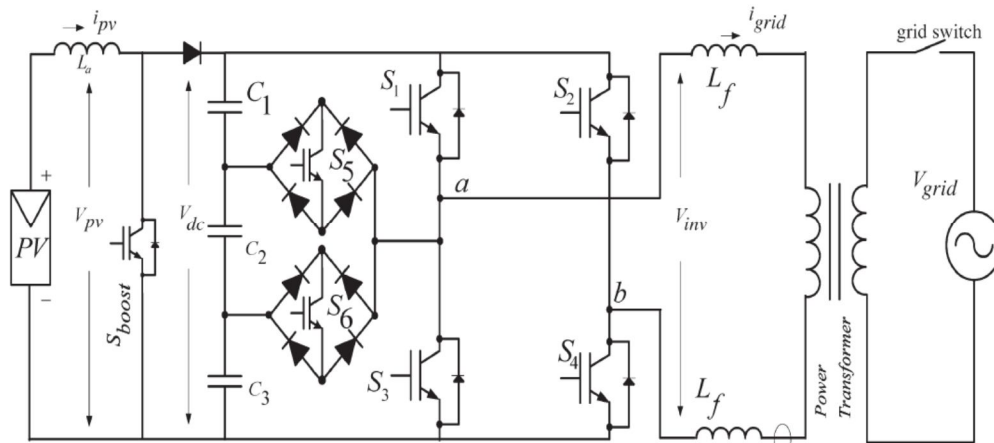 i_pv
L_a
i_grid
grid switch
L_f
C_1
S_1
S_2
S_5
a
+
V_pv
V_dc
V_inv
V_grid
PV
C_2
S_boost
S_6
b
−
C_3
S_3
S_4
L_f
Power
Transformer